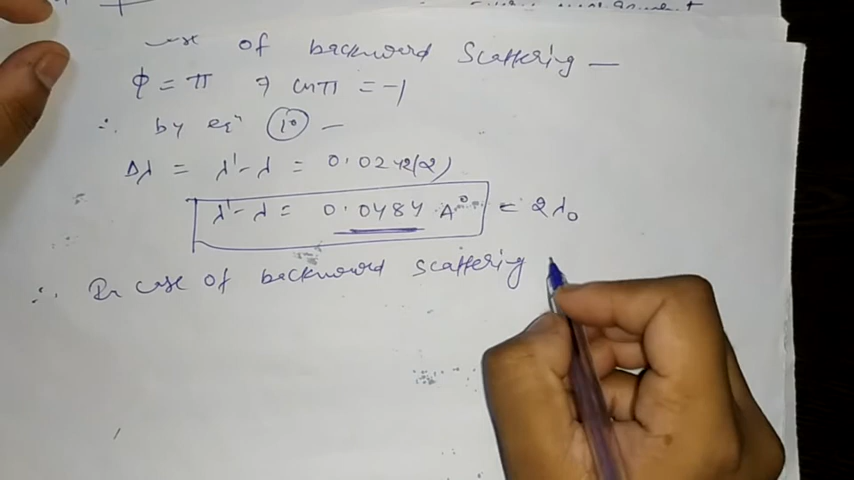 of backward Scattering —
ϕ = π ⇒ cosπ = -1
∴ by eqⁿ (10) —
Δλ = λ' - λ = 0.0242(2)
λ' - λ = 0.0484 A° = 2λ₀
∴ In case of backward scattering